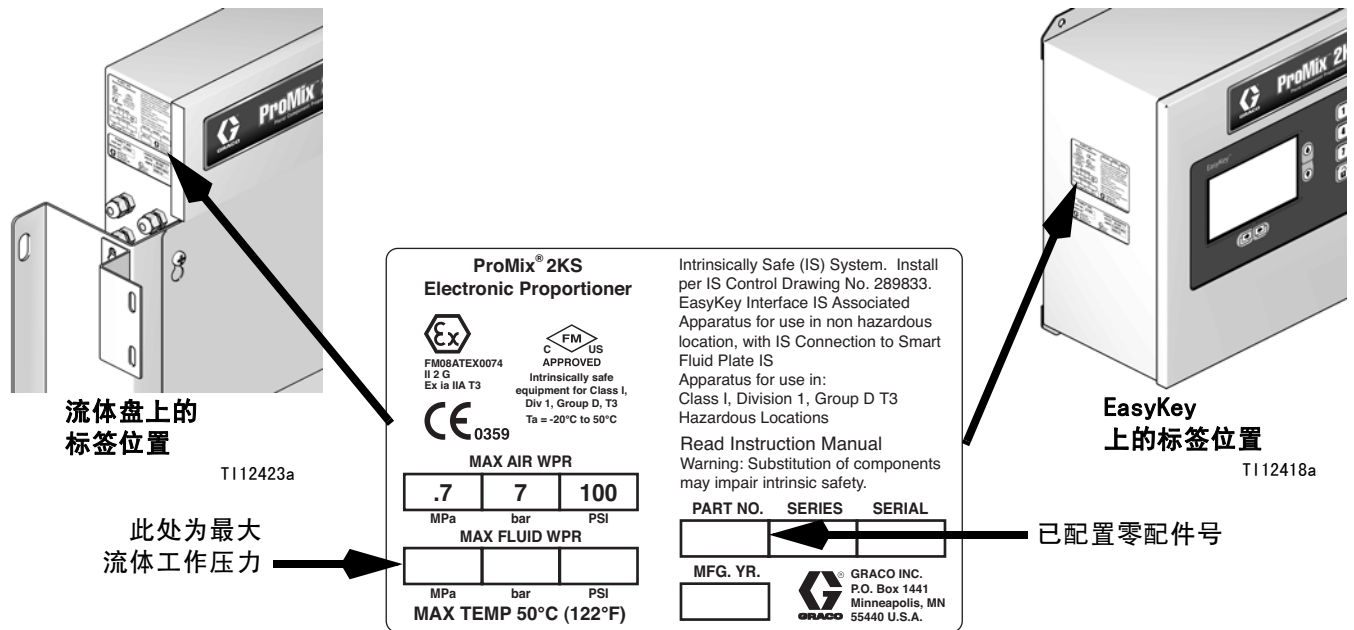 ProMix
GRACO
流体盘上的
标签位置
TI12423a
此处为最大
流体工作压力
ProMix® 2KS
Electronic Proportioner
Ex
FM08ATEX0074
II 2 G
Ex ia IIA T3
CE 0359
FM
C US
APPROVED
Intrinsically safe
equipment for Class I,
Div 1, Group D, T3
Ta = -20°C to 50°C
MAX AIR WPR
.7 7 100
MPa bar PSI
MAX FLUID WPR
MPa bar PSI
MAX TEMP 50°C (122°F)
Intrinsically Safe (IS) System. Install
per IS Control Drawing No. 289833.
EasyKey Interface IS Associated
Apparatus for use in non hazardous
location, with IS Connection to Smart
Fluid Plate IS
Apparatus for use in:
Class I, Division 1, Group D T3
Hazardous Locations
Read Instruction Manual
Warning: Substitution of components
may impair intrinsic safety.
PART NO. SERIES SERIAL
MFG. YR.
GRACO
®
GRACO INC.
P.O. Box 1441
Minneapolis, MN
55440 U.S.A.
ProMix 2K
GRACO
EasyKey
EasyKey
上的标签位置
TI12418a
已配置零配件号